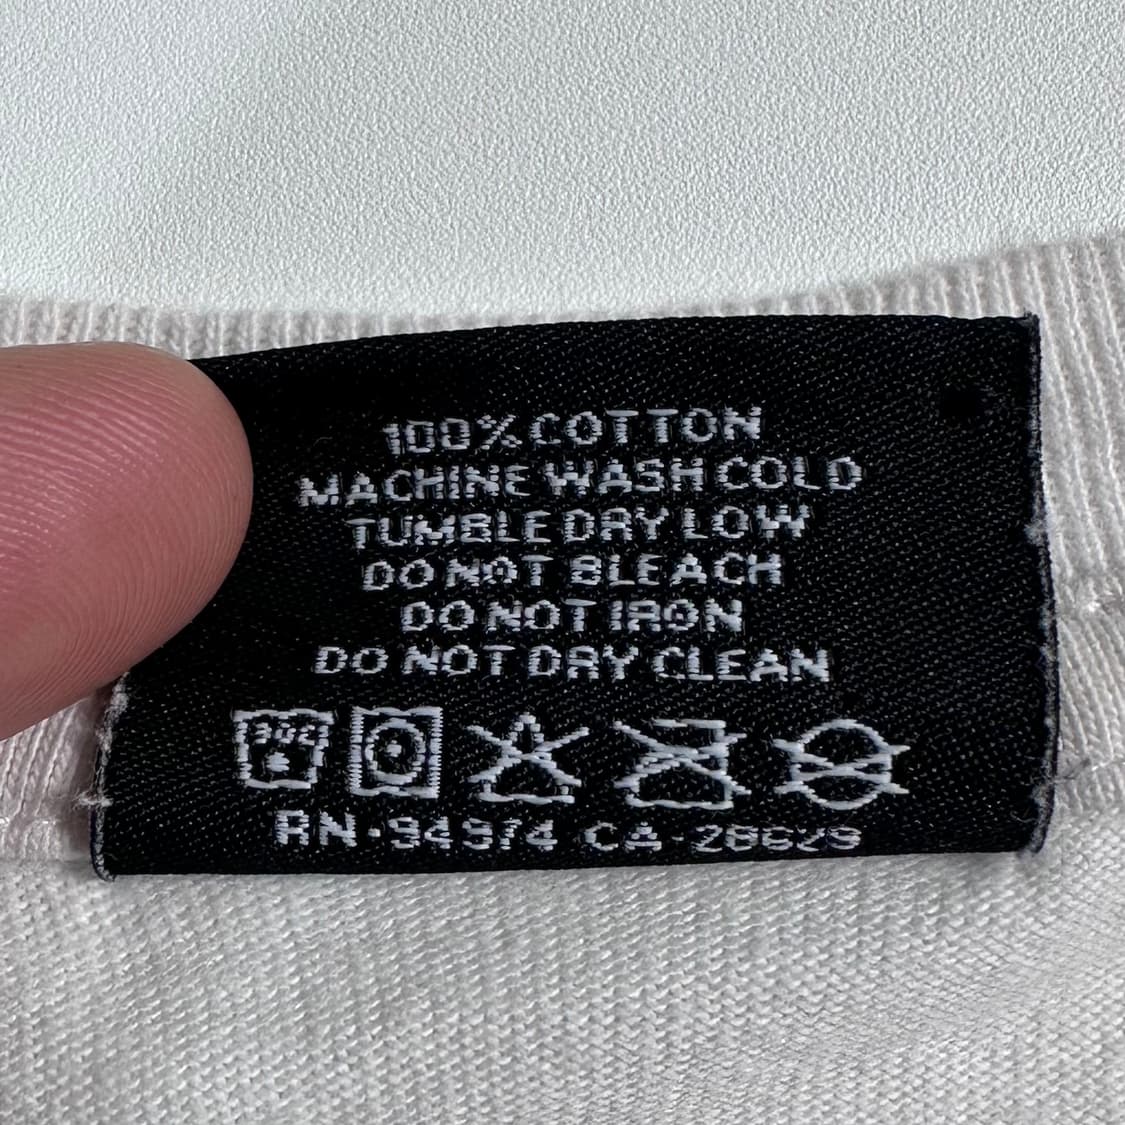 100% COTTON
MACHINE WASH COLD
TUMBLE DRY LOW
DO NOT BLEACH
DO NOT IRON
DO NOT DRY CLEAN
30C
RN-94974 CA-28629